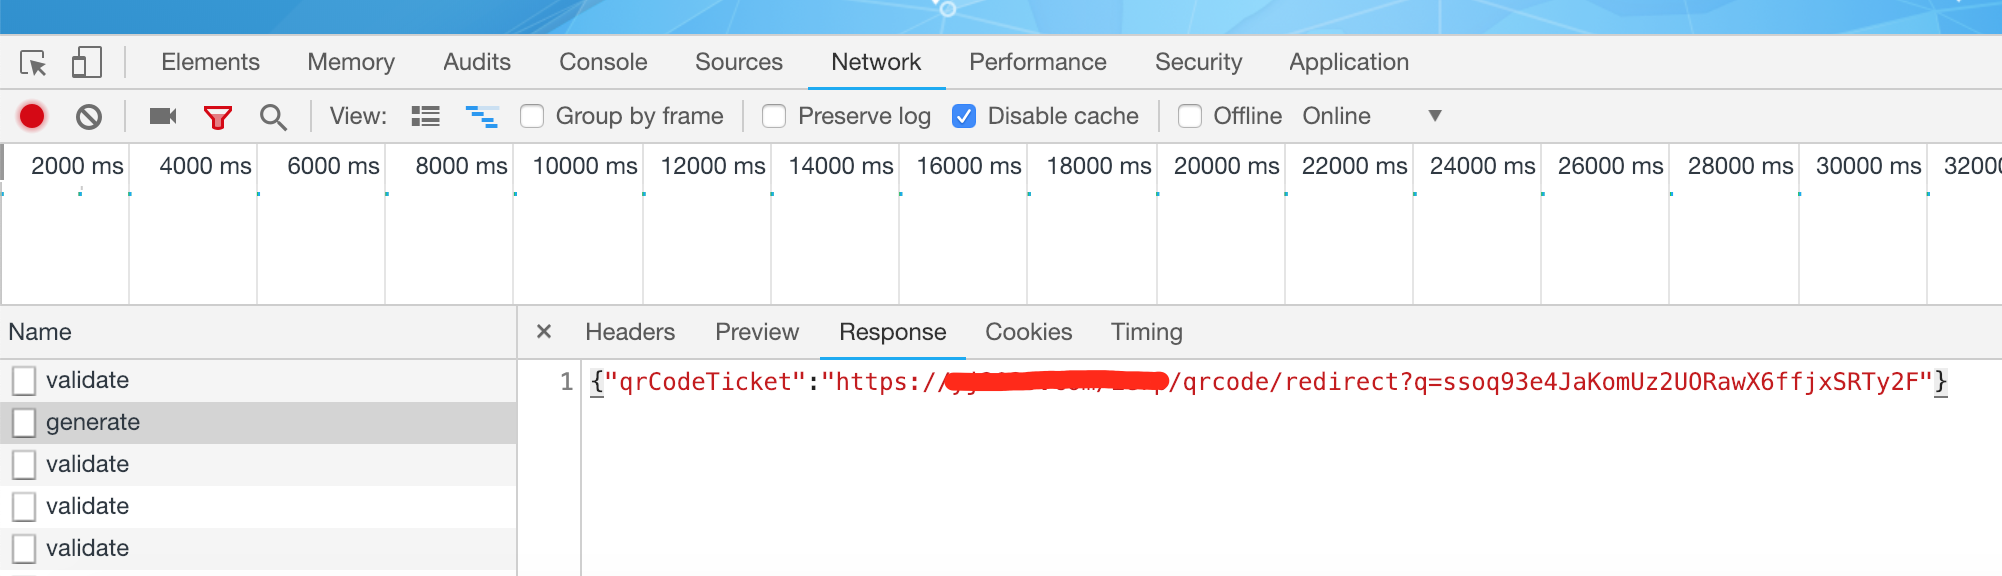 Elements Memory Audits Console Sources Network Performance Security Application
View: Group by frame Preserve log Disable cache Offline Online
2000 ms 4000 ms 6000 ms 8000 ms 10000 ms 12000 ms 14000 ms 16000 ms 18000 ms 20000 ms 22000 ms 24000 ms 26000 ms 28000 ms 30000 ms 32000
Name × Headers Preview Response Cookies Timing
validate
1 {"qrCodeTicket":"https:// /qrcode/redirect?q=ssoq93e4JaKomUz2UORawX6ffjxSRTy2F"}
generate
validate
validate
validate